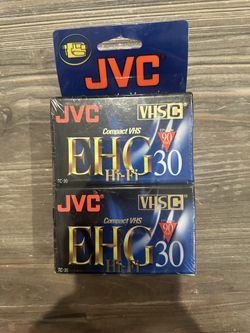 JVC
JVC
VHS C
Compact VHS
EHG 30
Hi-Fi
90
TC-30
JVC
VHS C
Compact VHS
EHG 30
Hi-Fi
90
TC-30